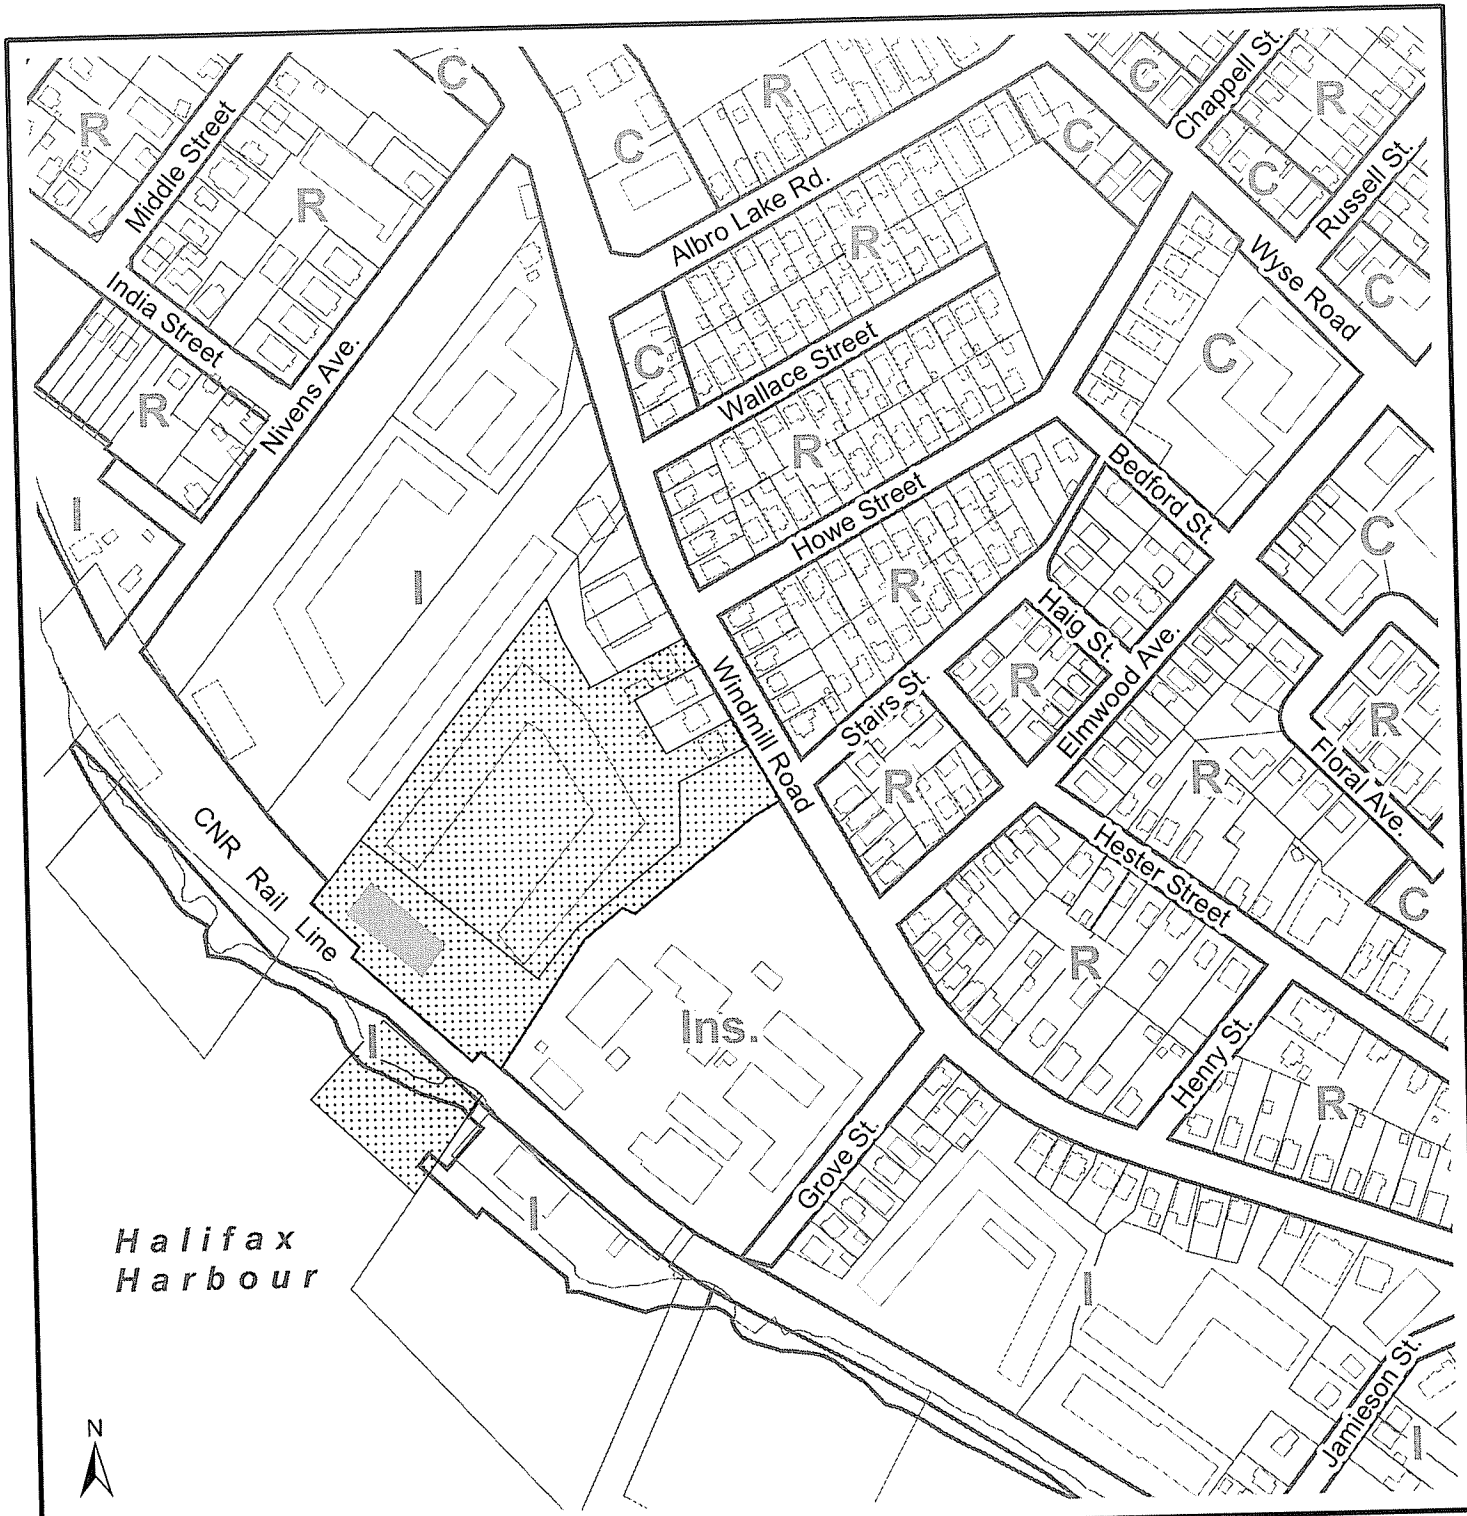 C
C
R
C
Chappell St.
R
R
Middle Street
C
C
R
C
Russell St.
Albro Lake Rd.
R
Wyse Road
C
India Street
C
Wallace Street
C
Nivens Ave.
R
R
Bedford St.
Howe Street
I
C
I
R
Haig St.
Elmwood Ave.
R
Stairs St.
Windmill Road
R
Floral Ave.
R
R
CNR Rail Line
Hester Street
C
R
Ins.
I
Henry St.
R
Grove St.
I
Halifax
Harbour
I
Jamieson St.
N
I